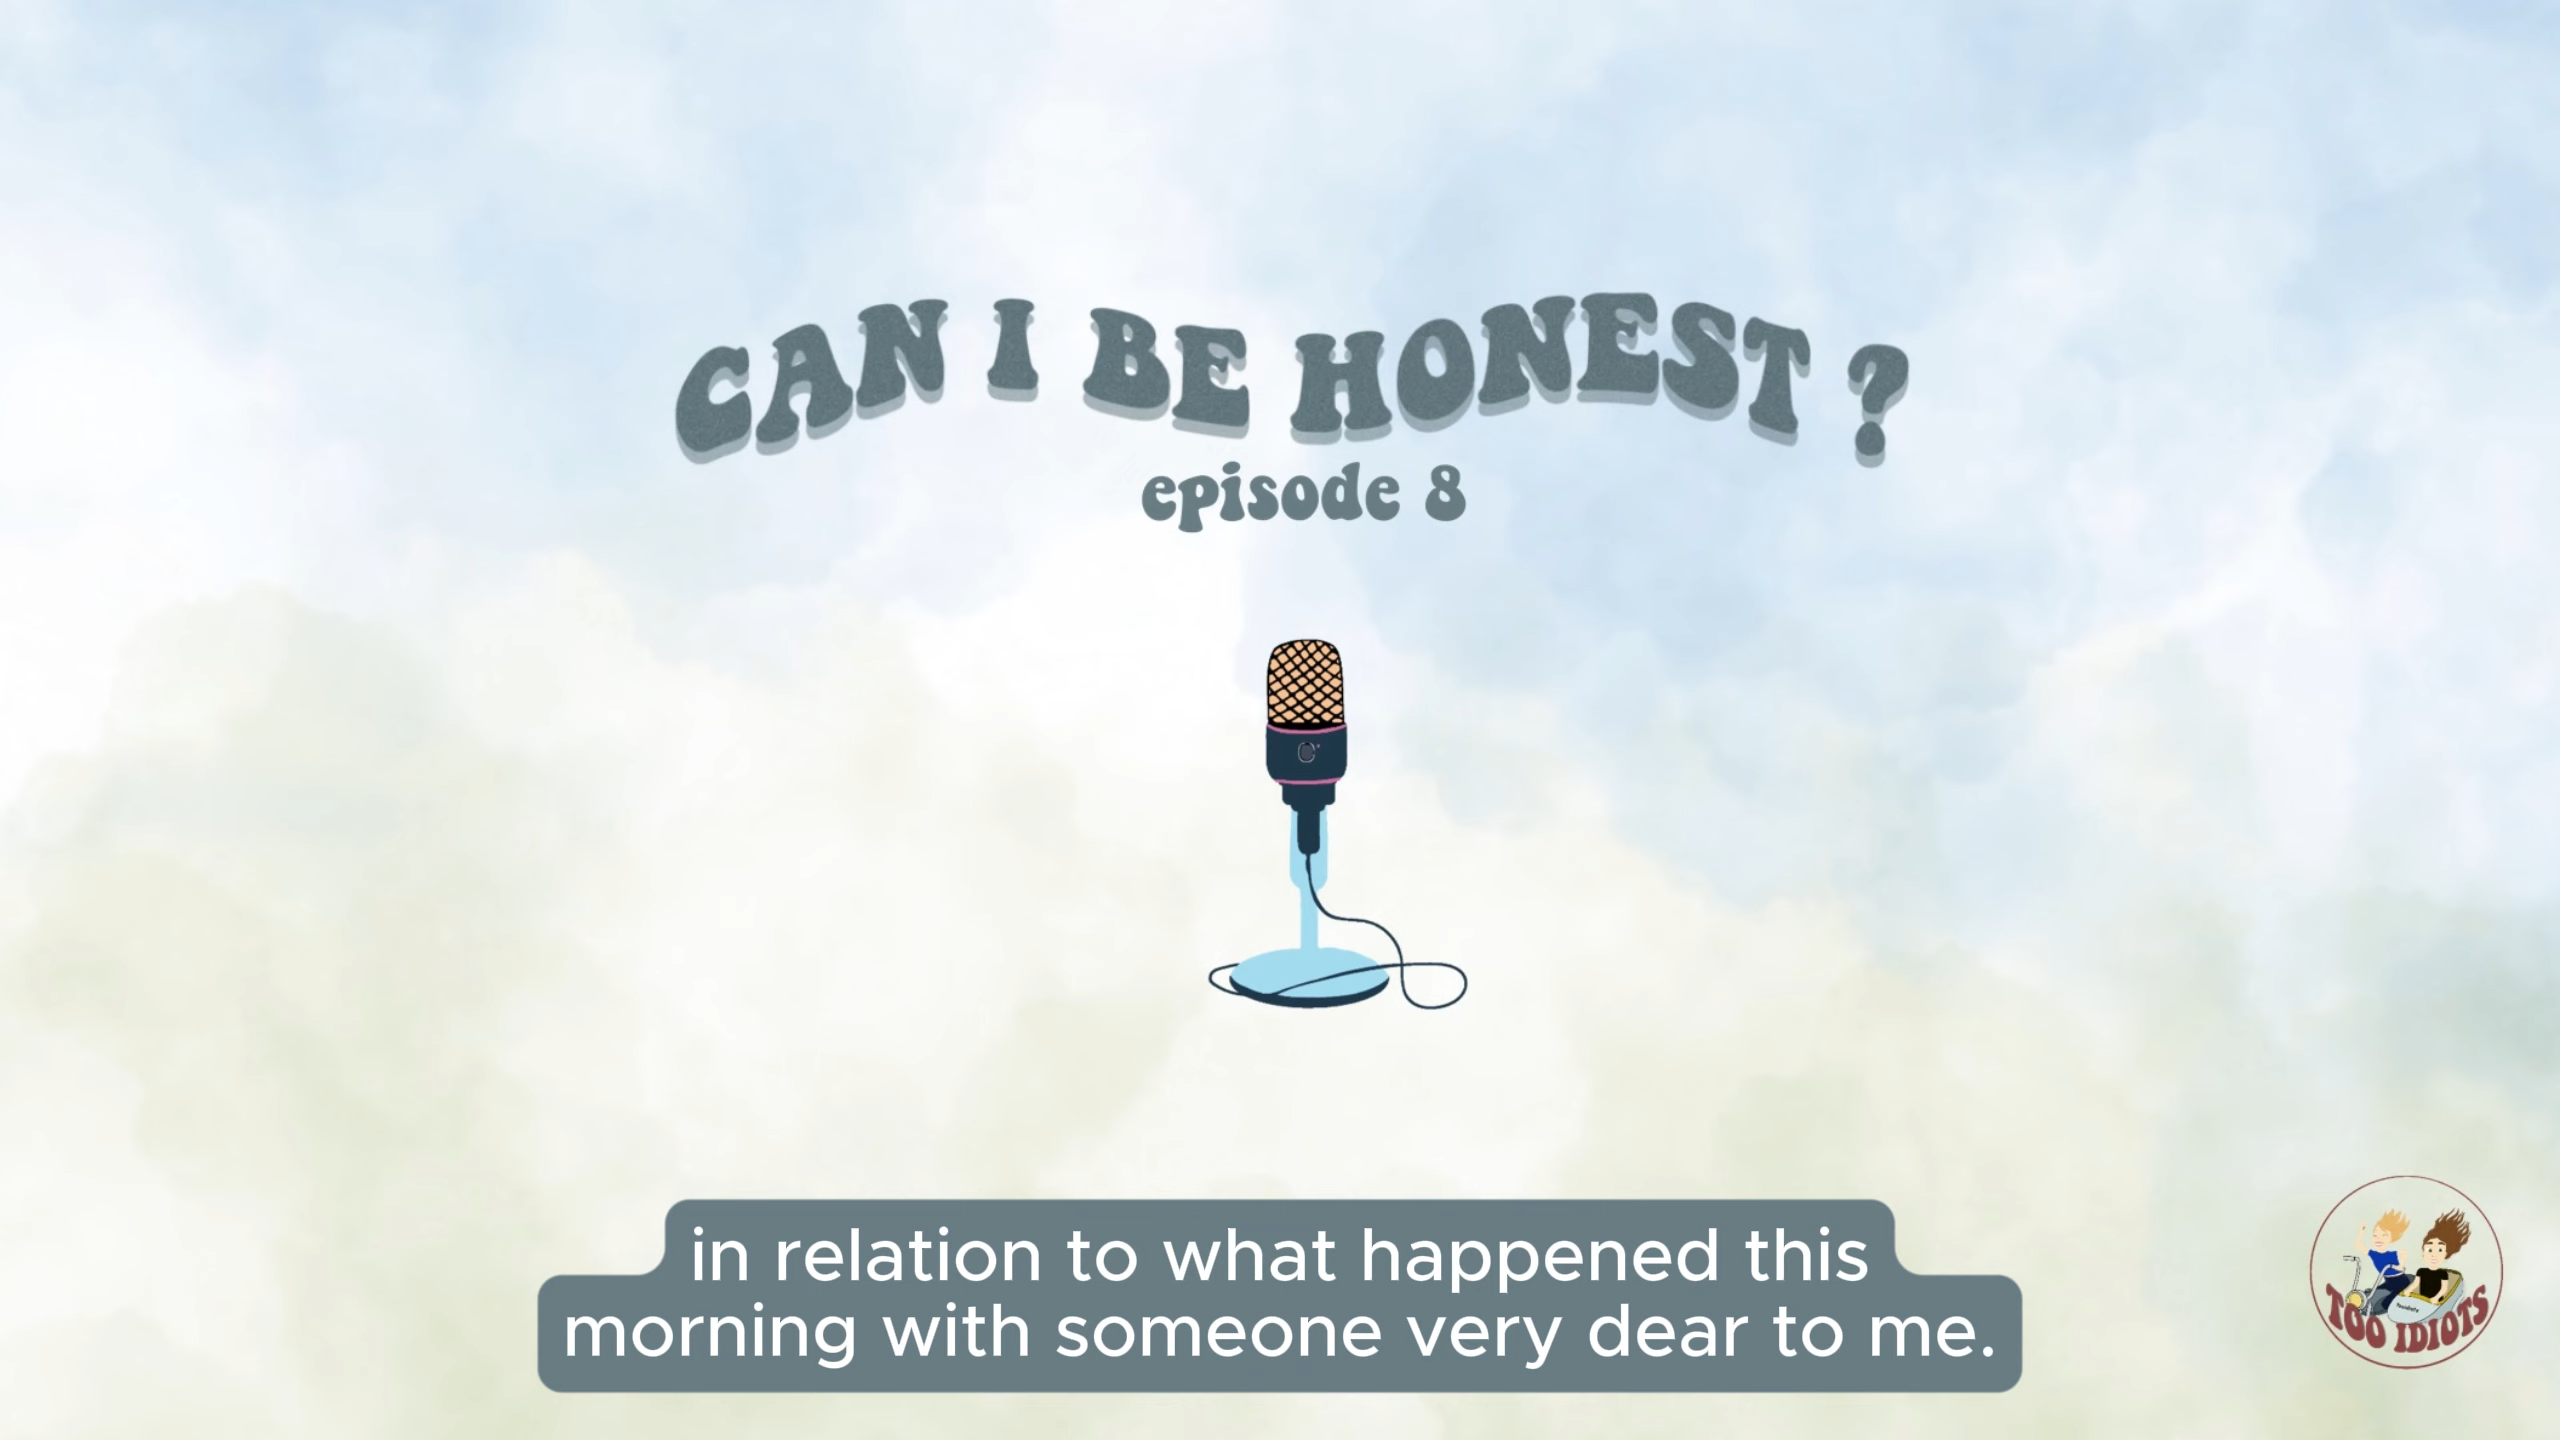 CAN I BE HONEST ?
episode 8
in relation to what happened this
morning with someone very dear to me.
TOO IDIOTS